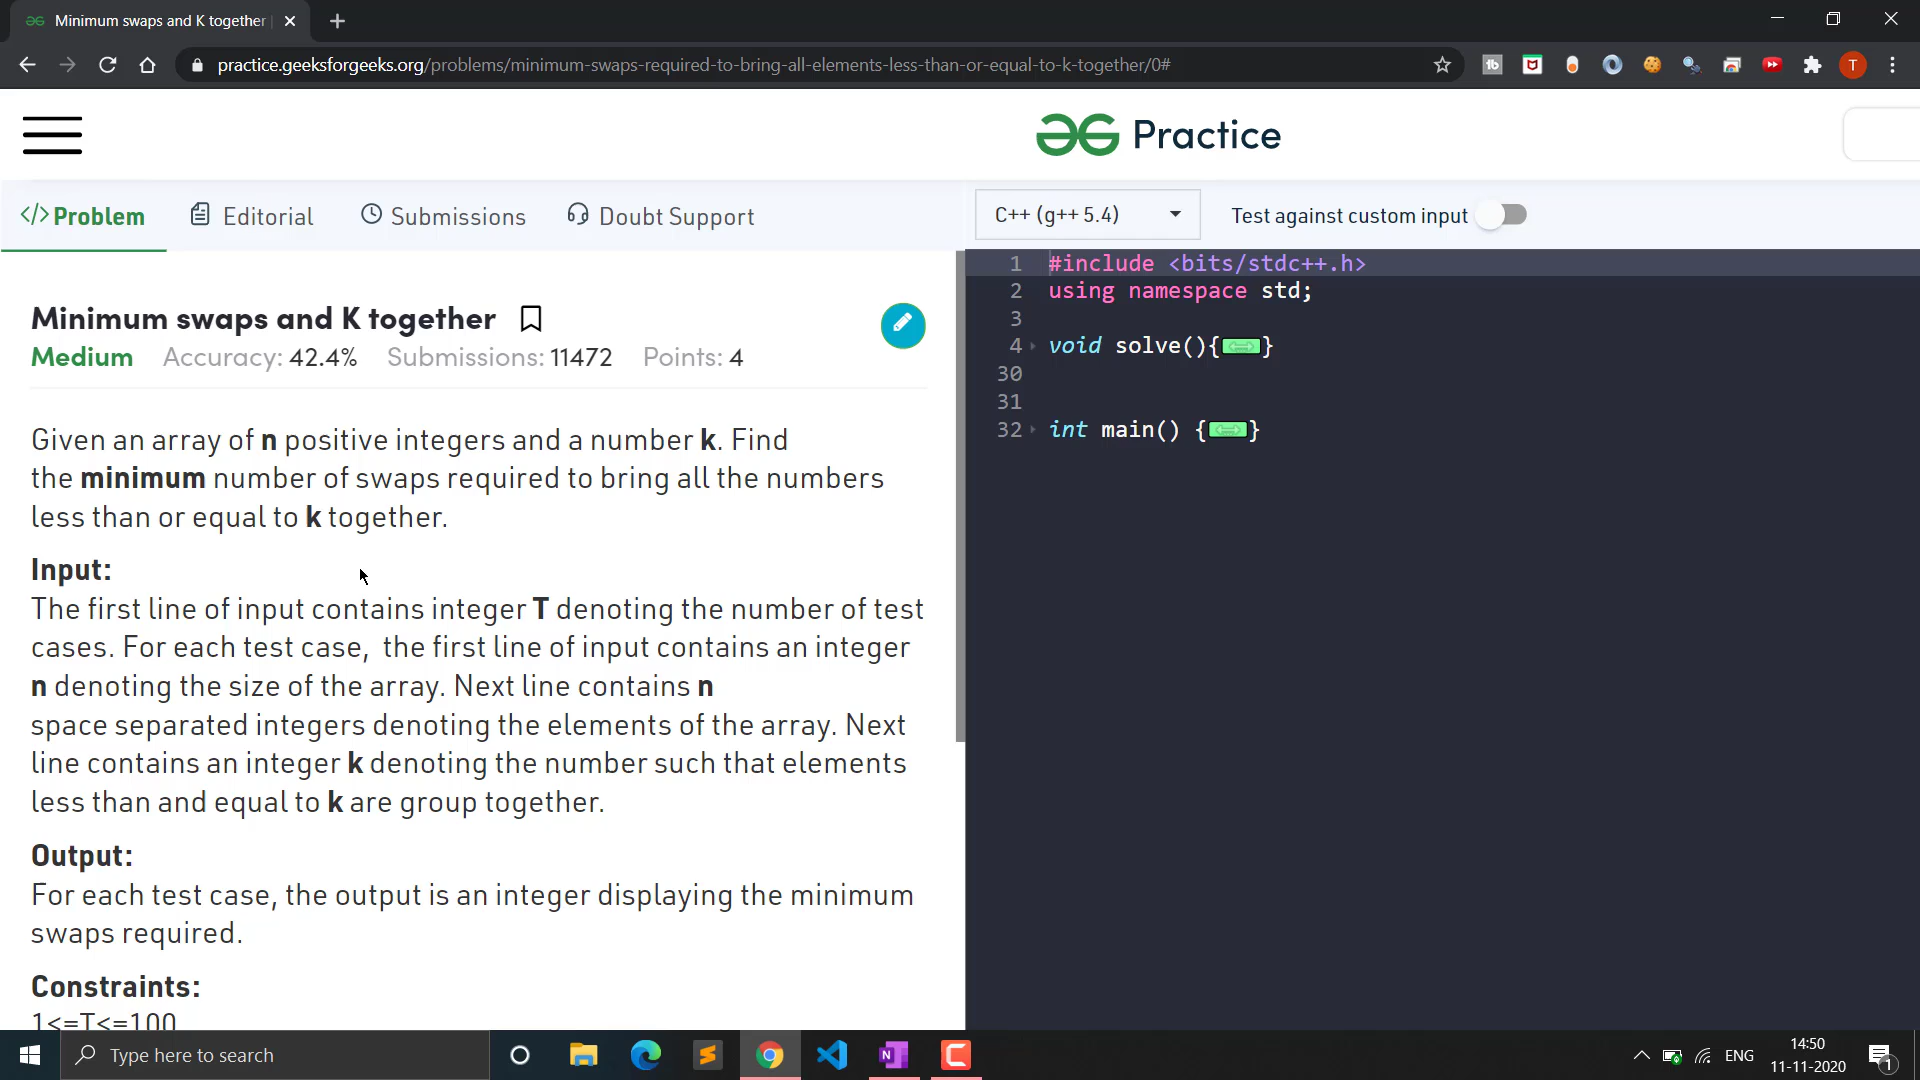 Minimum swaps and K together
practice.geeksforgeeks.org/problems/minimum-swaps-required-to-bring-all-elements-less-than-or-equal-to-k-together/0#
tb
T
Practice
</>Problem Editorial Submissions Doubt Support
C++ (g++ 5.4) Test against custom input
Minimum swaps and K together
Medium Accuracy: 42.4% Submissions: 11472 Points: 4
Given an array of n positive integers and a number k. Find
the minimum number of swaps required to bring all the numbers
less than or equal to k together.
Input:
The first line of input contains integer T denoting the number of test
cases. For each test case,  the first line of input contains an integer
n denoting the size of the array. Next line contains n
space separated integers denoting the elements of the array. Next
line contains an integer k denoting the number such that elements
less than and equal to k are group together.
Output:
For each test case, the output is an integer displaying the minimum
swaps required.
Constraints:
1<=T<=100
1 #include <bits/stdc++.h>
2 using namespace std;
3
4 void solve(){}
30
31
32 int main() {}
Type here to search
N
ENG
14:50
11-11-2020
1